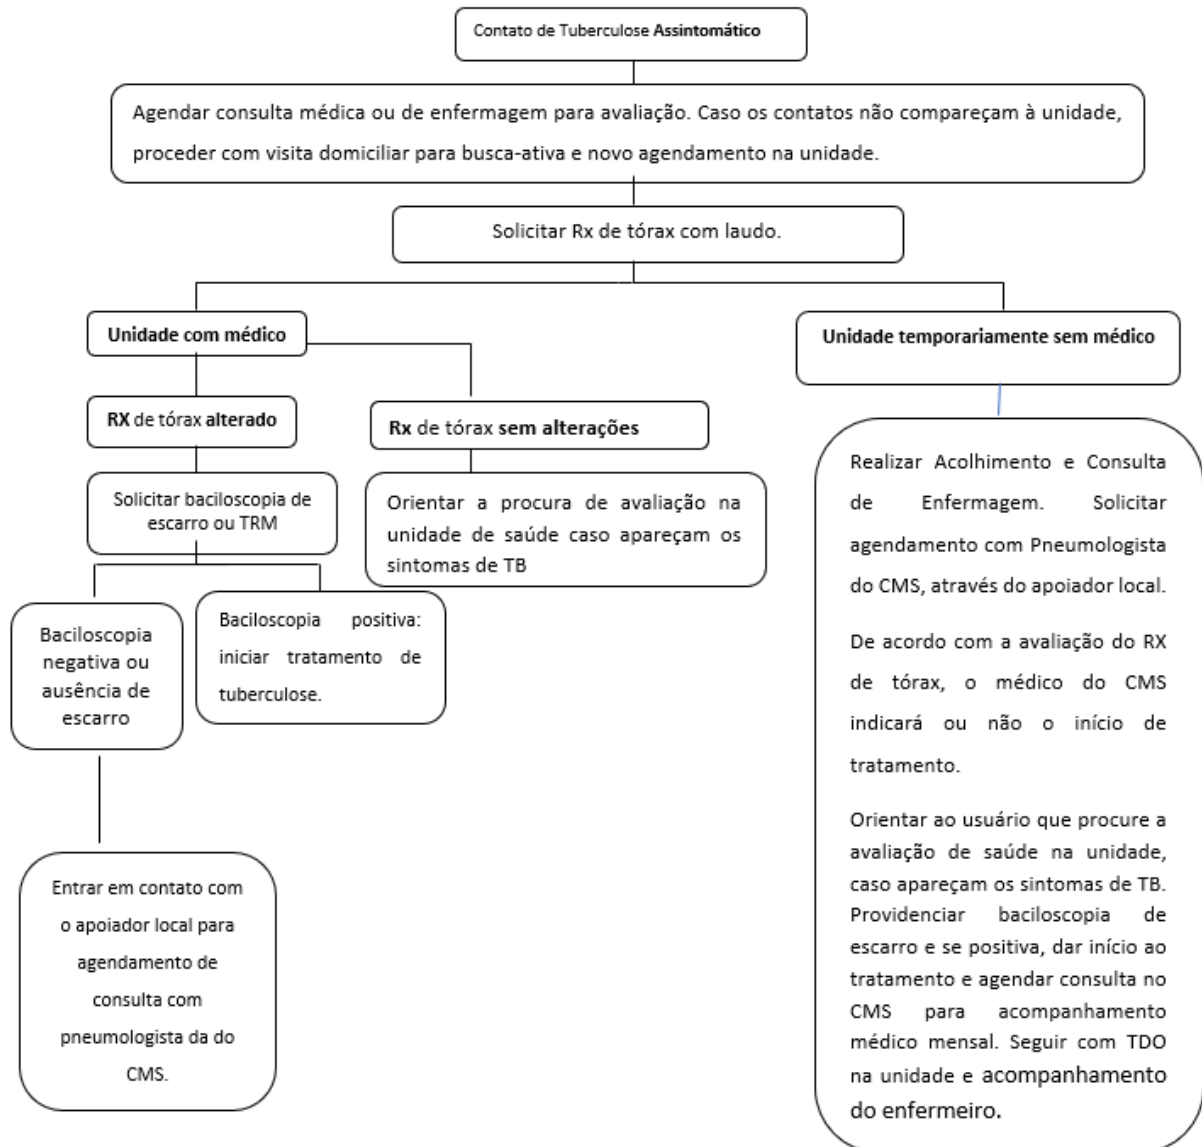 Contato de Tuberculose Assintomático
Agendar consulta médica ou de enfermagem para avaliação. Caso os contatos não compareçam à unidade,
proceder com visita domiciliar para busca-ativa e novo agendamento na unidade.
Solicitar Rx de tórax com laudo.
Unidade com médico
Unidade temporariamente sem médico
RX de tórax alterado
Rx de tórax sem alterações
Solicitar baciloscopia de
escarro ou TRM
Orientar a procura de avaliação na
unidade de saúde caso apareçam os
sintomas de TB
Baciloscopia
negativa ou
ausência de
escarro
Baciloscopia positiva:
iniciar tratamento de
tuberculose.
Entrar em contato com
o apoiador local para
agendamento de
consulta com
pneumologista da do
CMS.
Realizar Acolhimento e Consulta
de Enfermagem. Solicitar
agendamento com Pneumologista
do CMS, através do apoiador local.
De acordo com a avaliação do RX
de tórax, o médico do CMS
indicará ou não o início de
tratamento.
Orientar ao usuário que procure a
avaliação de saúde na unidade,
caso apareçam os sintomas de TB.
Providenciar baciloscopia de
escarro e se positiva, dar início ao
tratamento e agendar consulta no
CMS para acompanhamento
médico mensal. Seguir com TDO
na unidade e acompanhamento
do enfermeiro.